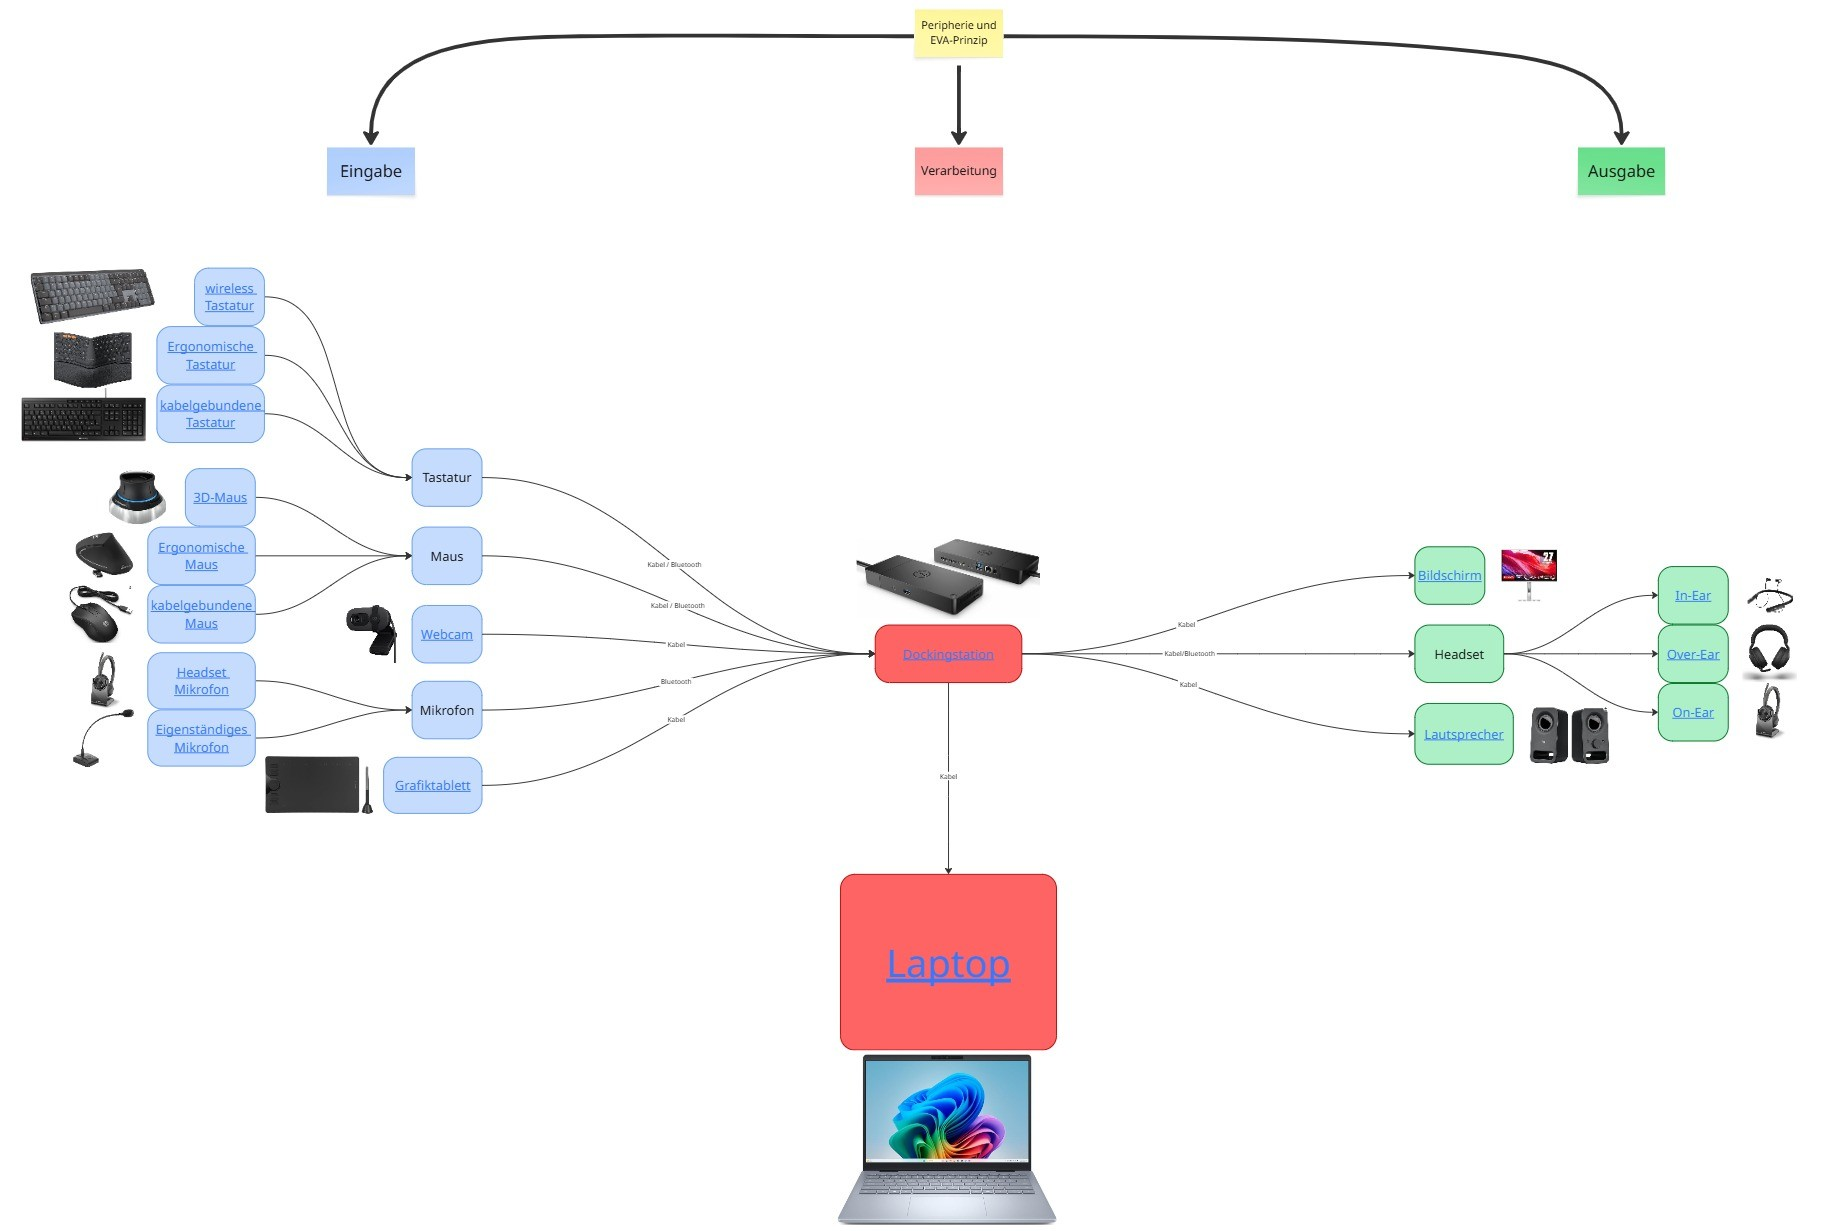 Peripherie und
EVA-Prinzip
Eingabe
Verarbeitung
Ausgabe
wireless
Tastatur
Ergonomische
Tastatur
kabelgebundene
Tastatur
3D-Maus
Ergonomische
Maus
kabelgebundene
Maus
Headset
Mikrofon
Eigenständiges
Mikrofon
Tastatur
Maus
Webcam
Mikrofon
Grafiktablett
Kabel / Bluetooth
Kabel / Bluetooth
Kabel
Bluetooth
Kabel
Dockingstation
Kabel
Laptop
Kabel
Kabel/Bluetooth
Kabel
Bildschirm
27
Headset
Lautsprecher
In-Ear
Over-Ear
On-Ear